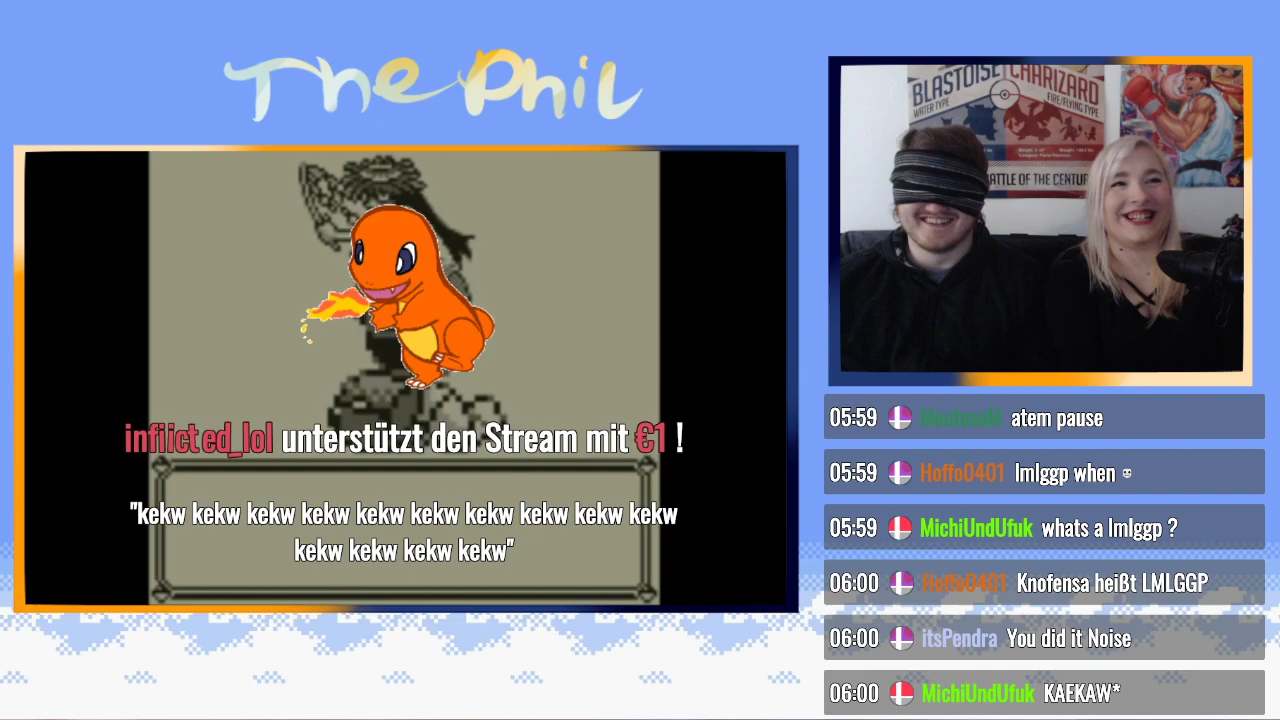 The Phil
BLASTOISE CHARIZARD
WATER TYPE
FIRE/FLYING TYPE
BATTLE OF THE CENTUR
infiicted_lol unterstützt den Stream mit €1 !
"kekw kekw kekw kekw kekw kekw kekw kekw kekw kekw
kekw kekw kekw kekw"
05:59 atem pause
05:59 Hoffo0401 lmlggp when
05:59 MichiUndUfuk whats a lmlggp ?
06:00 Hoffo0401 Knofensa heißt LMLGGP
06:00 itsPendra You did it Noise
06:00 MichiUndUfuk KAEKAW*